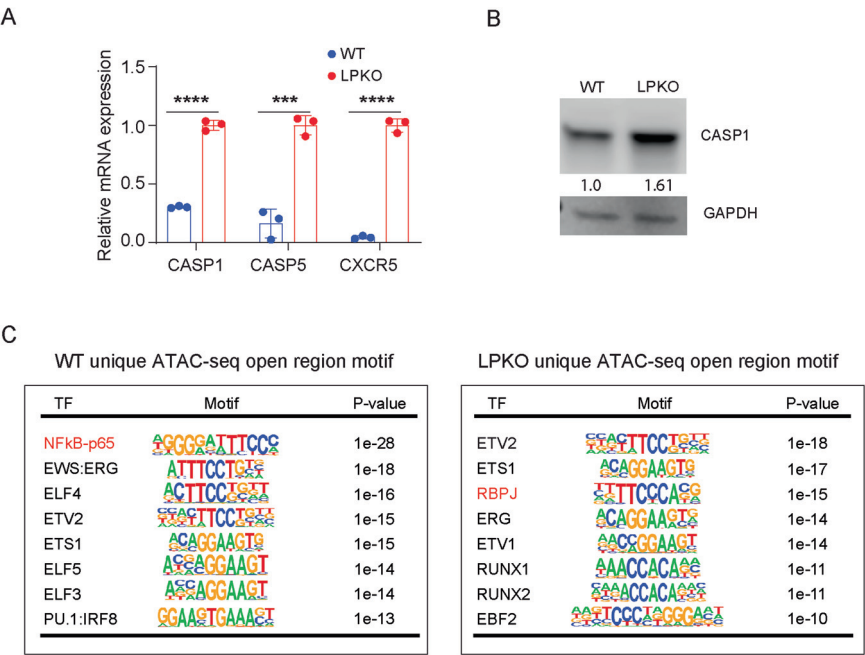 A
WT
LPKO
Relative mRNA expression
1.5
1.0
0.5
0.0
**** *** ****
CASP1 CASP5 CXCR5
B
WT LPKO
CASP1
1.0 1.61
GAPDH
C
WT unique ATAC-seq open region motif
TF Motif P-value
NFkB-p65 1e-28
EWS:ERG 1e-18
ELF4 1e-16
ETV2 1e-15
ETS1 1e-15
ELF5 1e-14
ELF3 1e-14
PU.1:IRF8 1e-13
LPKO unique ATAC-seq open region motif
TF Motif P-value
ETV2 1e-18
ETS1 1e-17
RBPJ 1e-15
ERG 1e-14
ETV1 1e-14
RUNX1 1e-11
RUNX2 1e-11
EBF2 1e-10